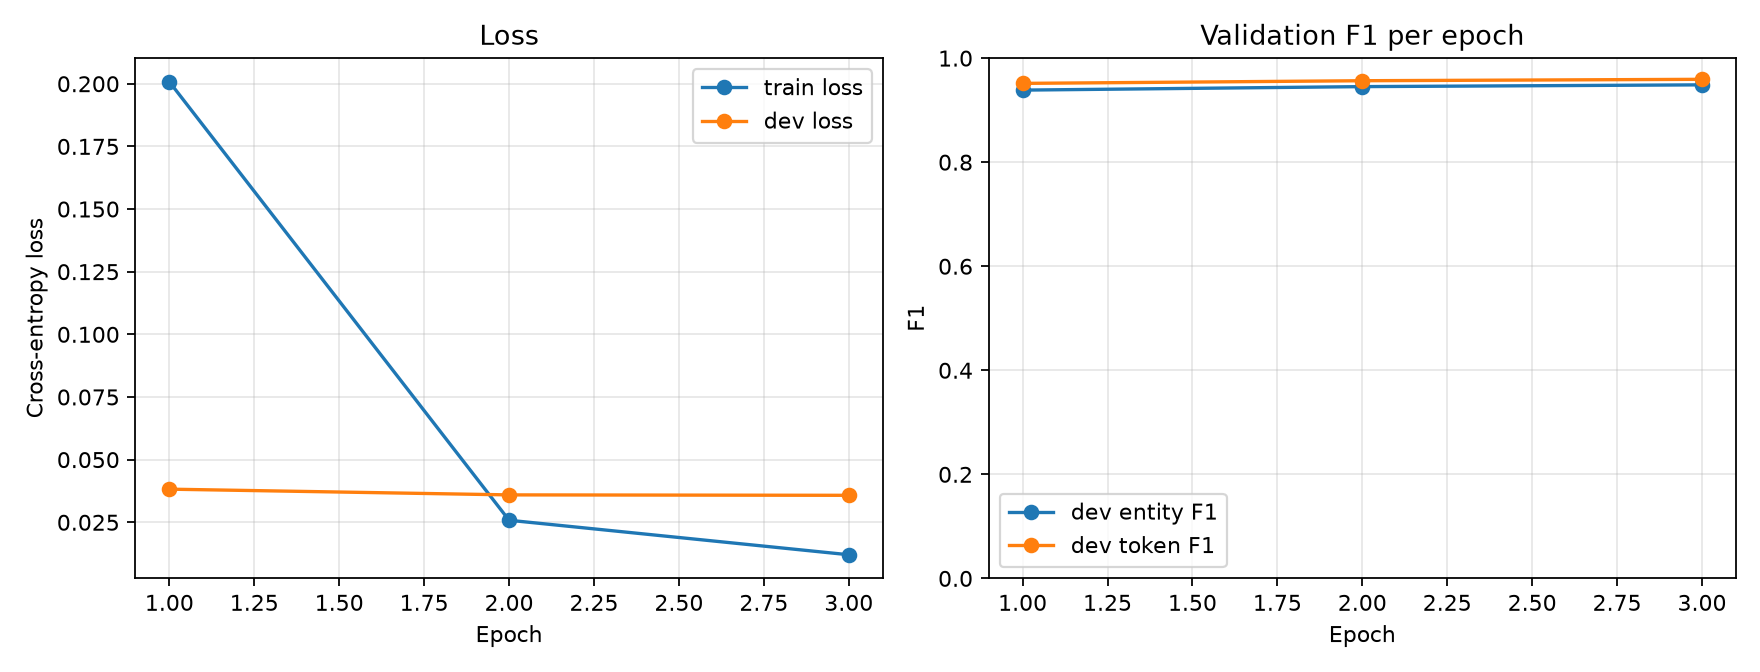 Loss
0.200
0.175
0.150
0.125
0.100
0.075
0.050
0.025
Cross-entropy loss
train loss
dev loss
1.00 1.25 1.50 1.75 2.00 2.25 2.50 2.75 3.00
Epoch
Validation F1 per epoch
1.0
0.8
0.6
0.4
0.2
0.0
F1
dev entity F1
dev token F1
1.00 1.25 1.50 1.75 2.00 2.25 2.50 2.75 3.00
Epoch